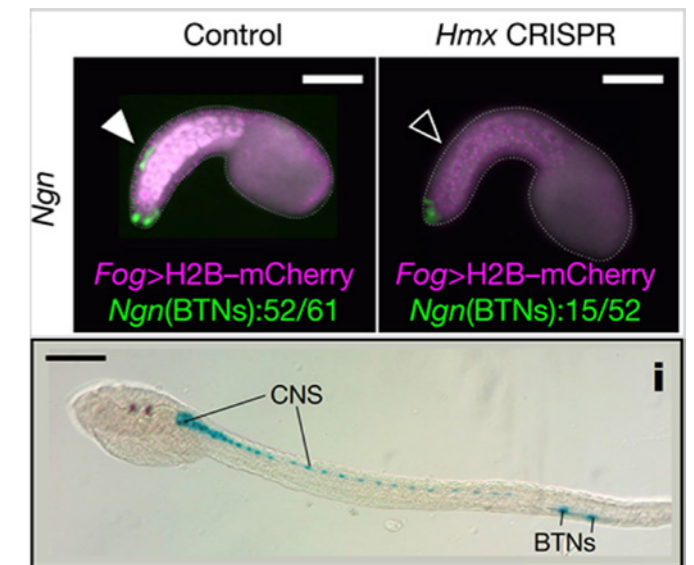 Control
Hmx CRISPR
Ngn
Fog>H2B–mCherry
Ngn(BTNs):52/61
Fog>H2B–mCherry
Ngn(BTNs):15/52
i
CNS
BTNs